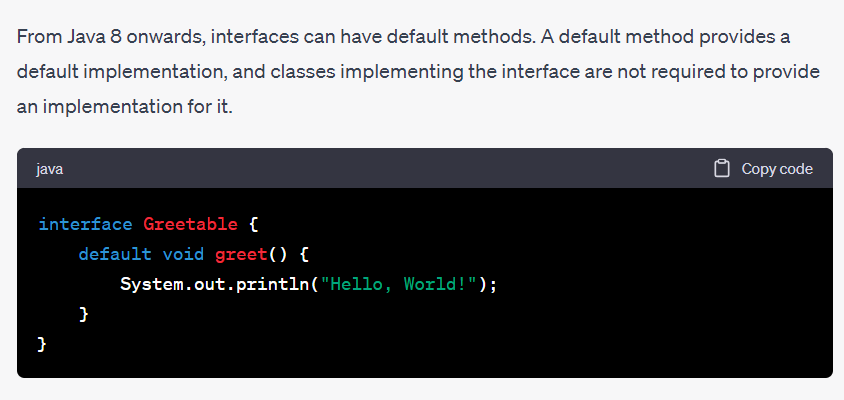 From Java 8 onwards, interfaces can have default methods. A default method provides a
default implementation, and classes implementing the interface are not required to provide
an implementation for it.
java
Copy code
interface Greetable {
    default void greet() {
        System.out.println("Hello, World!");
    }
}